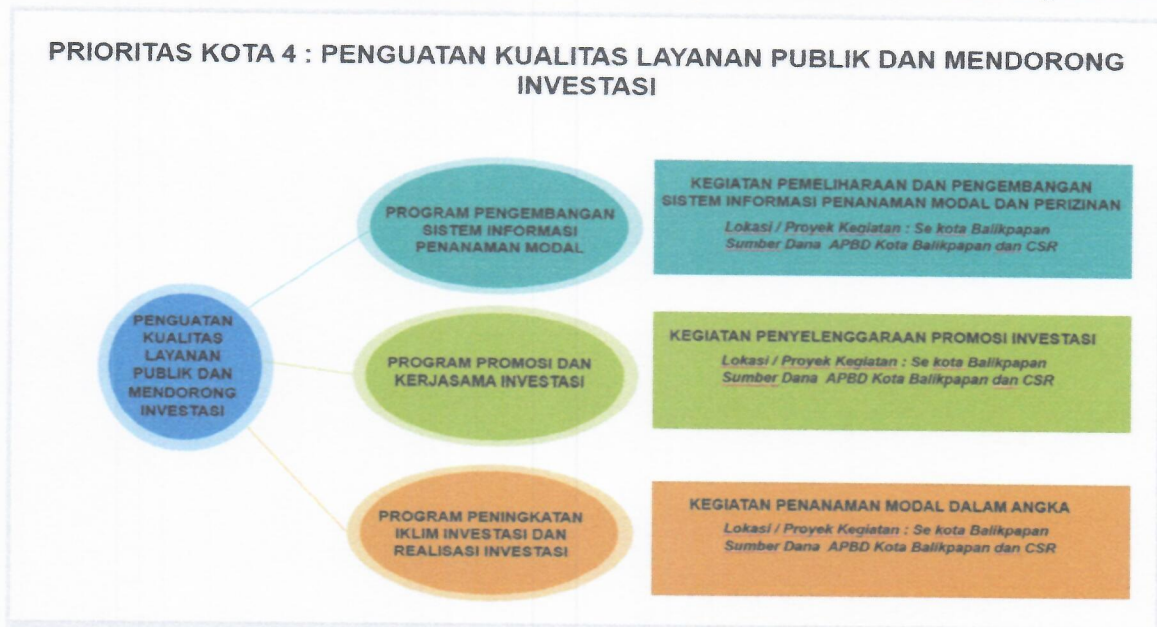 PRIORITAS KOTA 4 : PENGUATAN KUALITAS LAYANAN PUBLIK DAN MENDORONG
INVESTASI
PENGUATAN
KUALITAS
LAYANAN
PUBLIK DAN
MENDORONG
INVESTASI
PROGRAM PENGEMBANGAN
SISTEM INFORMASI
PENANAMAN MODAL
KEGIATAN PEMELIHARAAN DAN PENGEMBANGAN
SISTEM INFORMASI PENANAMAN MODAL DAN PERIZINAN
Lokasi / Proyek Kegiatan : Se kota Balikpapan
Sumber Dana APBD Kota Balikpapan dan CSR
PROGRAM PROMOSI DAN
KERJASAMA INVESTASI
KEGIATAN PENYELENGGARAAN PROMOSI INVESTASI
Lokasi / Proyek Kegiatan : Se kota Balikpapan
Sumber Dana APBD Kota Balikpapan dan CSR
PROGRAM PENINGKATAN
IKLIM INVESTASI DAN
REALISASI INVESTASI
KEGIATAN PENANAMAN MODAL DALAM ANGKA
Lokasi / Proyek Kegiatan : Se kota Balikpapan
Sumber Dana APBD Kota Balikpapan dan CSR